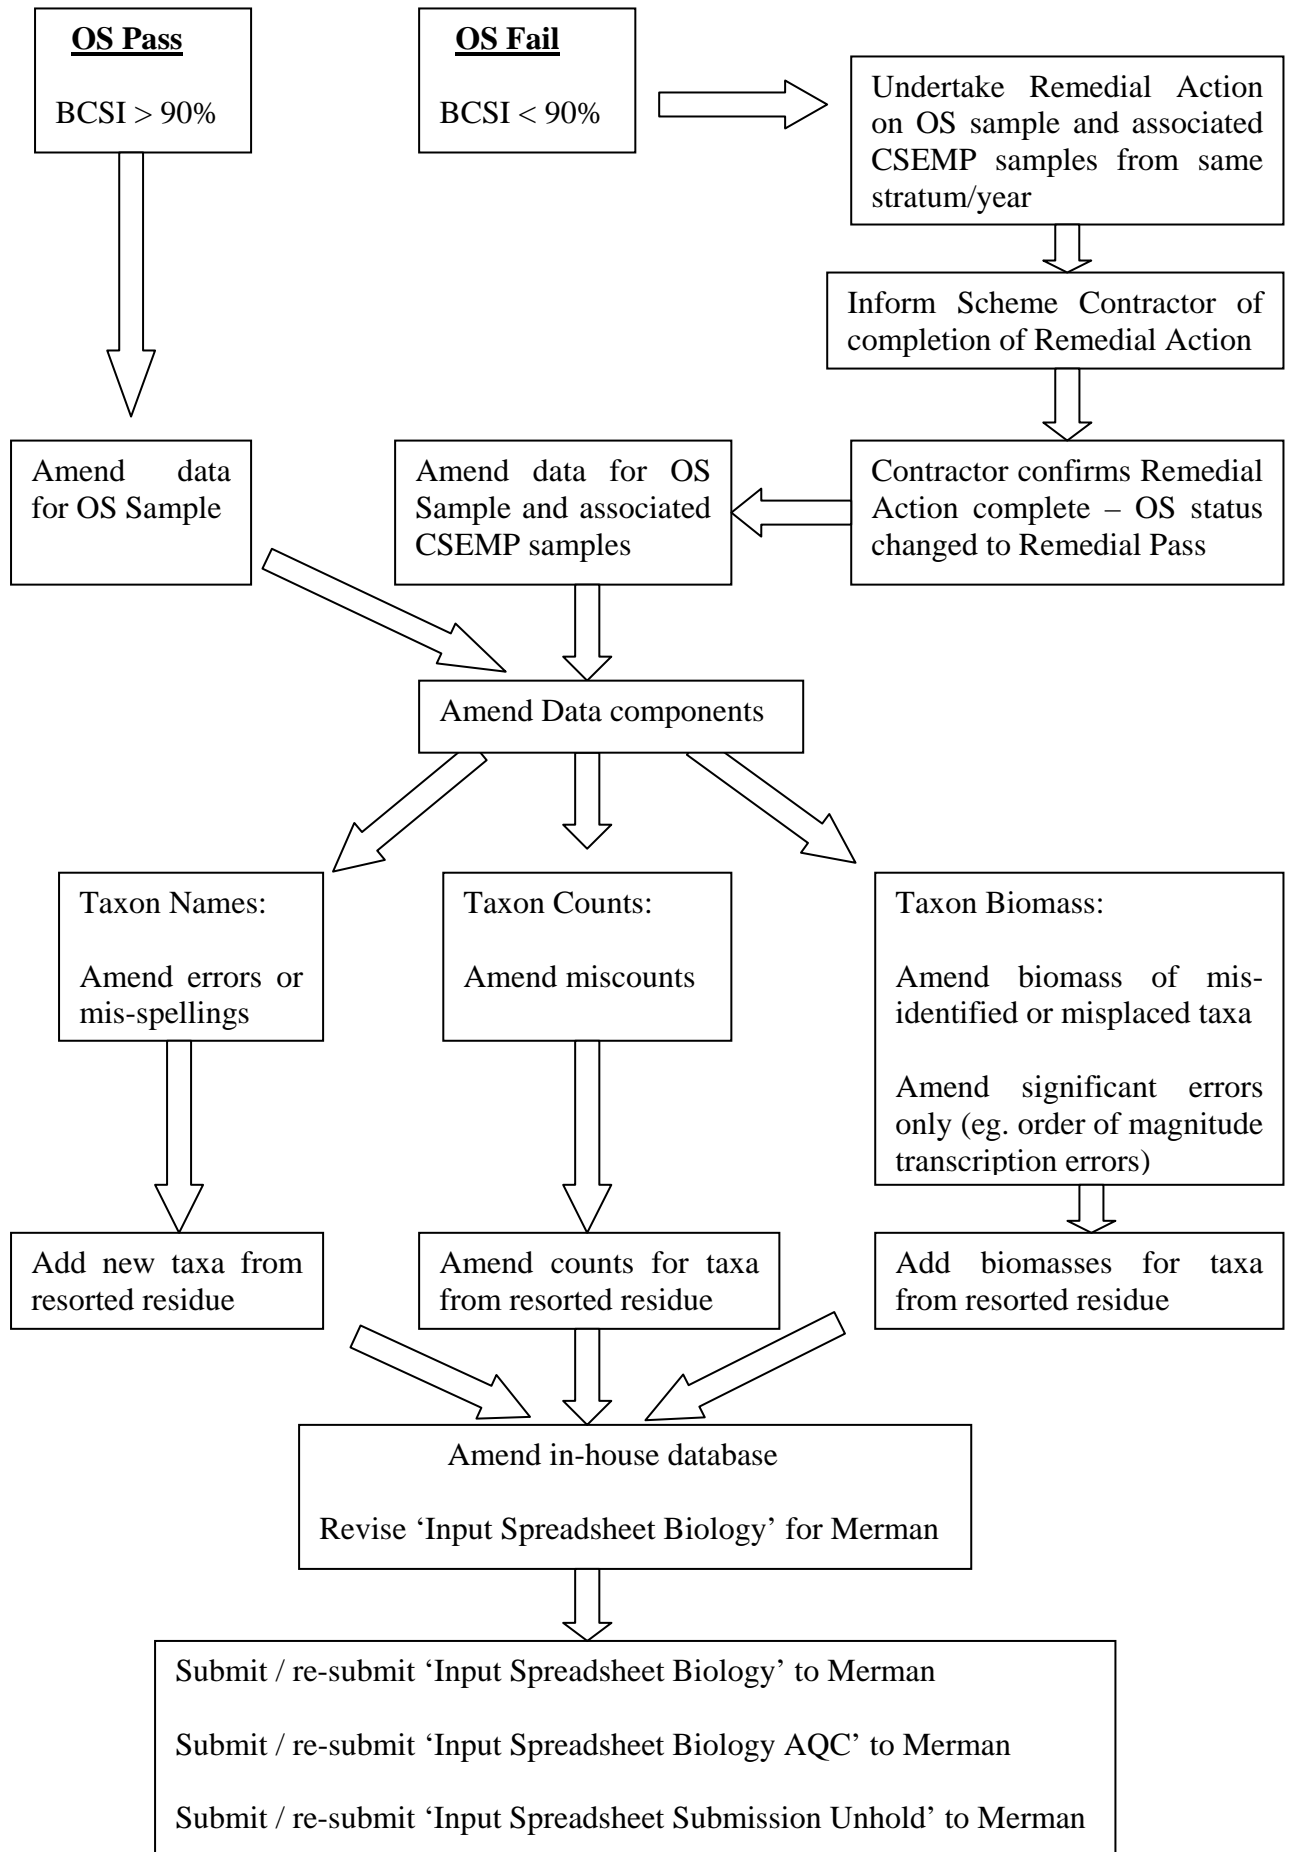 OS Pass
BCSI > 90%
OS Fail
BCSI < 90%
Undertake Remedial Action
on OS sample and associated
CSEMP samples from same
stratum/year
Inform Scheme Contractor of
completion of Remedial Action
Amend data
for OS Sample
Amend data for OS
Sample and associated
CSEMP samples
Contractor confirms Remedial
Action complete – OS status
changed to Remedial Pass
Amend Data components
Taxon Names:
Amend errors or
mis-spellings
Taxon Counts:
Amend miscounts
Taxon Biomass:
Amend biomass of mis-
identified or misplaced taxa
Amend significant errors
only (eg. order of magnitude
transcription errors)
Add new taxa from
resorted residue
Amend counts for taxa
from resorted residue
Add biomasses for taxa
from resorted residue
Amend in-house database
Revise ‘Input Spreadsheet Biology’ for Merman
Submit / re-submit ‘Input Spreadsheet Biology’ to Merman
Submit / re-submit ‘Input Spreadsheet Biology AQC’ to Merman
Submit / re-submit ‘Input Spreadsheet Submission Unhold’ to Merman